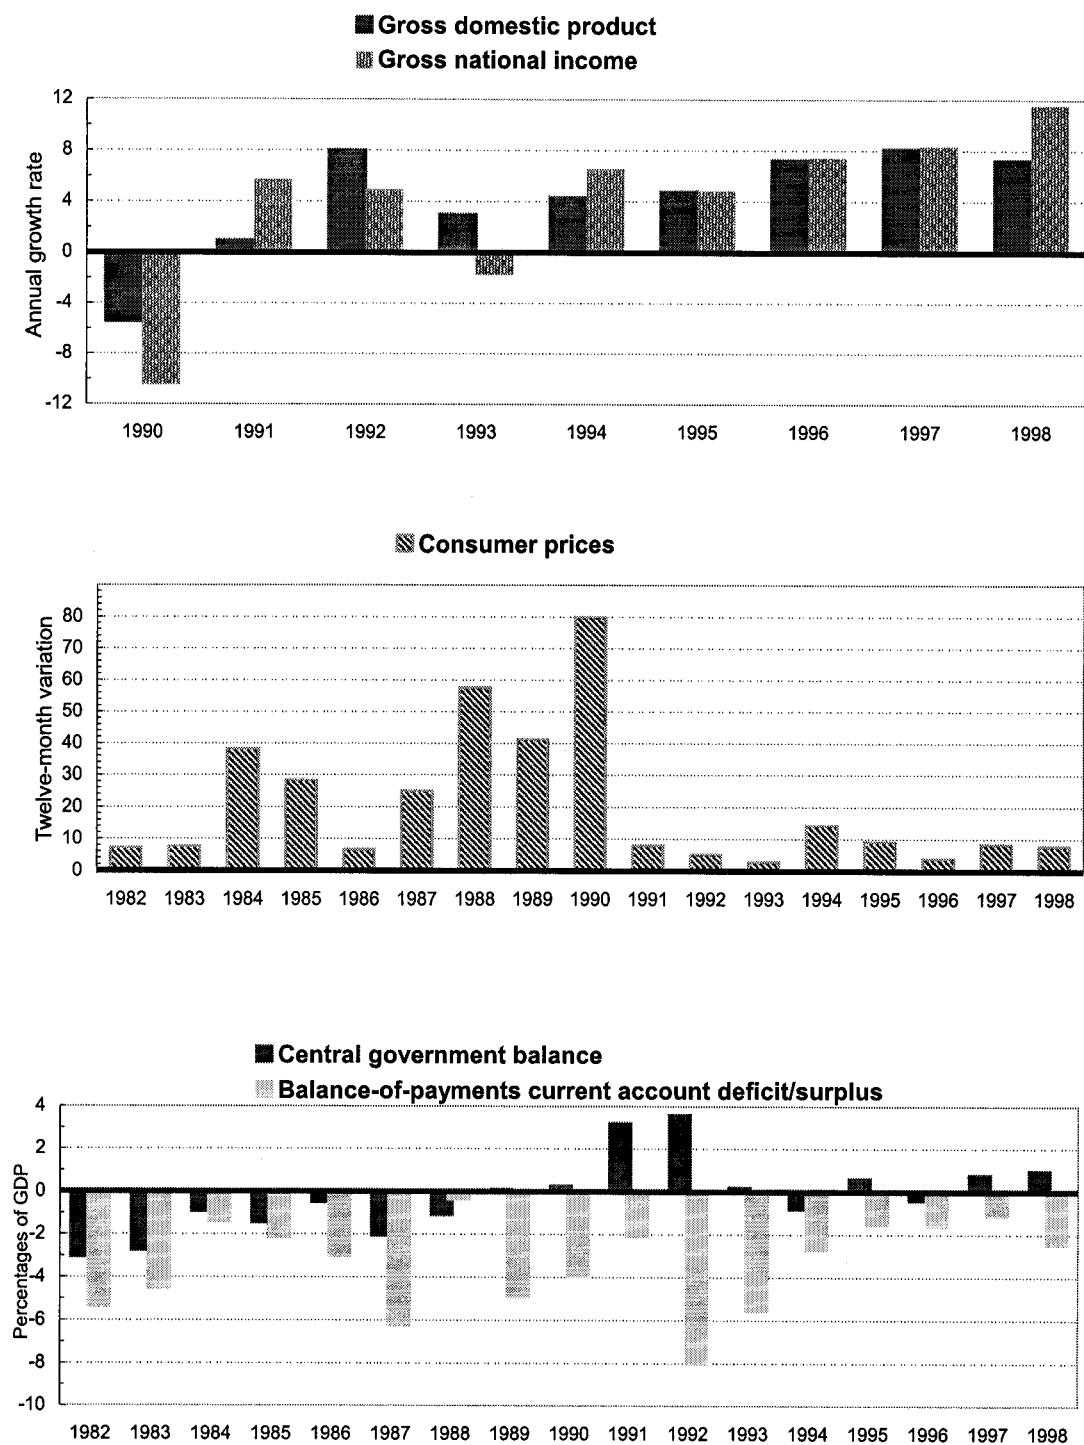 Gross domestic product
Gross national income
Annual growth rate
12
8
4
0
-4
-8
-12
1990 1991 1992 1993 1994 1995 1996 1997 1998
Consumer prices
Twelve-month variation
80
70
60
50
40
30
20
10
0
1982 1983 1984 1985 1986 1987 1988 1989 1990 1991 1992 1993 1994 1995 1996 1997 1998
Central government balance
Balance-of-payments current account deficit/surplus
Percentages of GDP
4
2
0
-2
-4
-6
-8
-10
1982 1983 1984 1985 1986 1987 1988 1989 1990 1991 1992 1993 1994 1995 1996 1997 1998